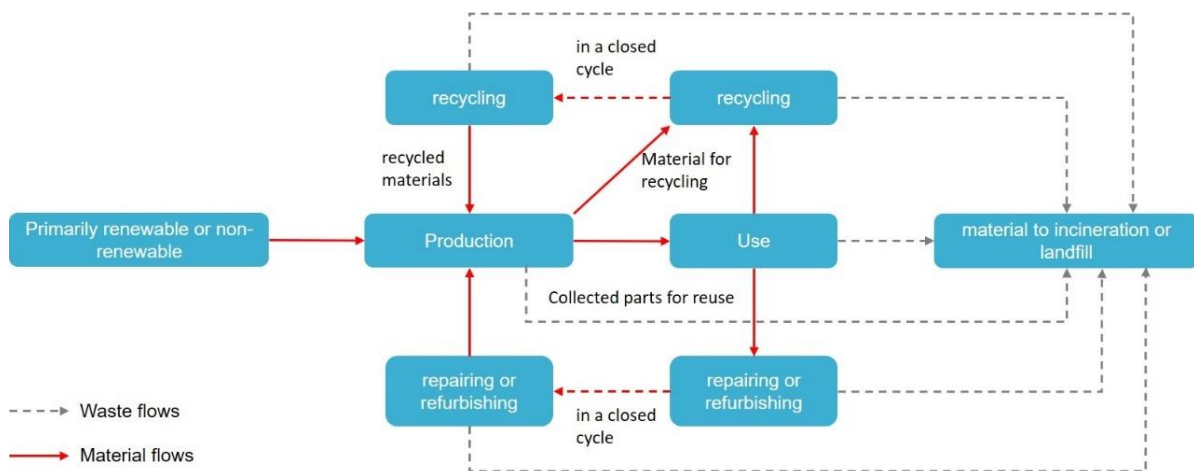 in a closed
cycle
recycling
recycling
recycled
materials
Material for
recycling
Primarily renewable or non-
renewable
Production
Use
material to incineration or
landfill
Collected parts for reuse
repairing or
refurbishing
repairing or
refurbishing
in a closed
cycle
Waste flows
Material flows